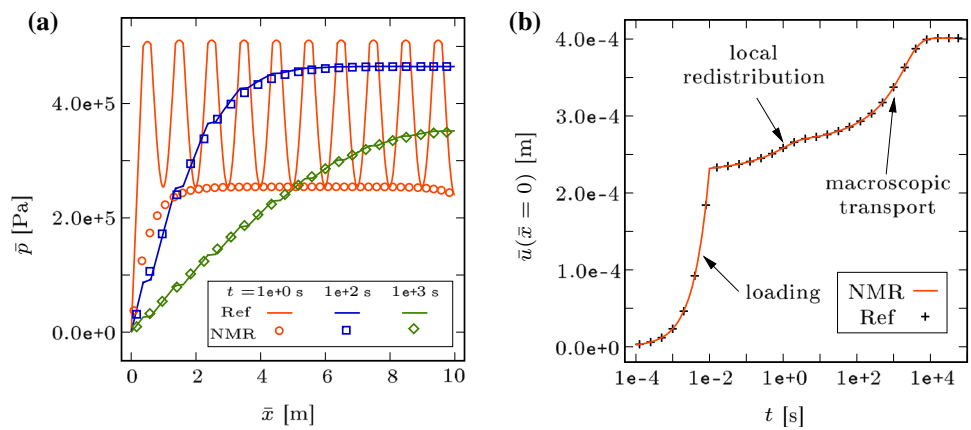 (a)
p̄ [Pa]
4.0e+5
2.0e+5
0.0e+0
0 2 4 6 8 10
x̄ [m]
t = 1e+0 s 1e+2 s 1e+3 s
Ref
NMR
(b)
ū(x̄ = 0) [m]
4.0e-4
3.0e-4
2.0e-4
1.0e-4
0.0e+0
1e-4 1e-2 1e+0 1e+2 1e+4
t [s]
local
redistribution
macroscopic
transport
loading
NMR
Ref